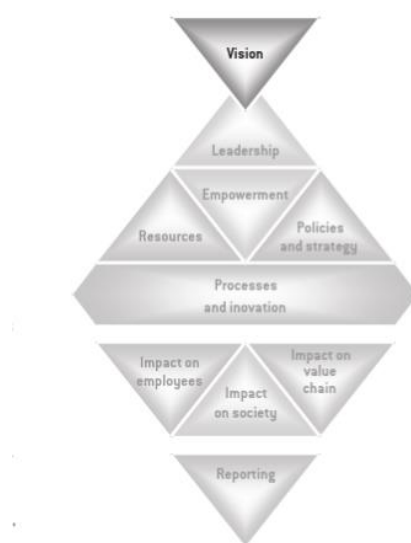 Vision
Leadership
Empowerment
Resources
Policies
and strategy
Processes
and inovation
Impact on
employees
Impact
on society
Impact on
value
chain
Reporting